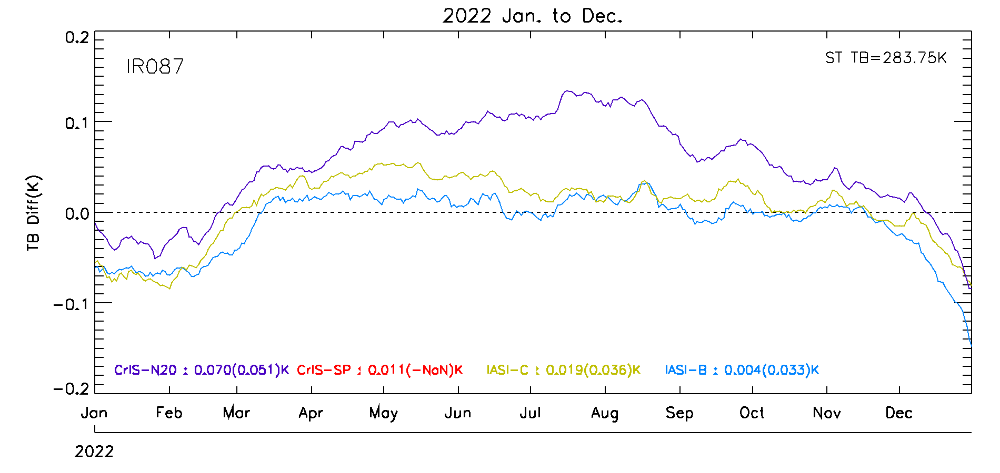 2022 Jan. to Dec.
0.2
IR087
ST TB=283.75K
0.1
TB Diff(K)
0.0
-0.1
CrIS-N20 : 0.070(0.051)K CrIS-SP : 0.011(-NaN)K IASI-C : 0.019(0.036)K IASI-B : 0.004(0.033)K
-0.2
Jan Feb Mar Apr May Jun Jul Aug Sep Oct Nov Dec
2022